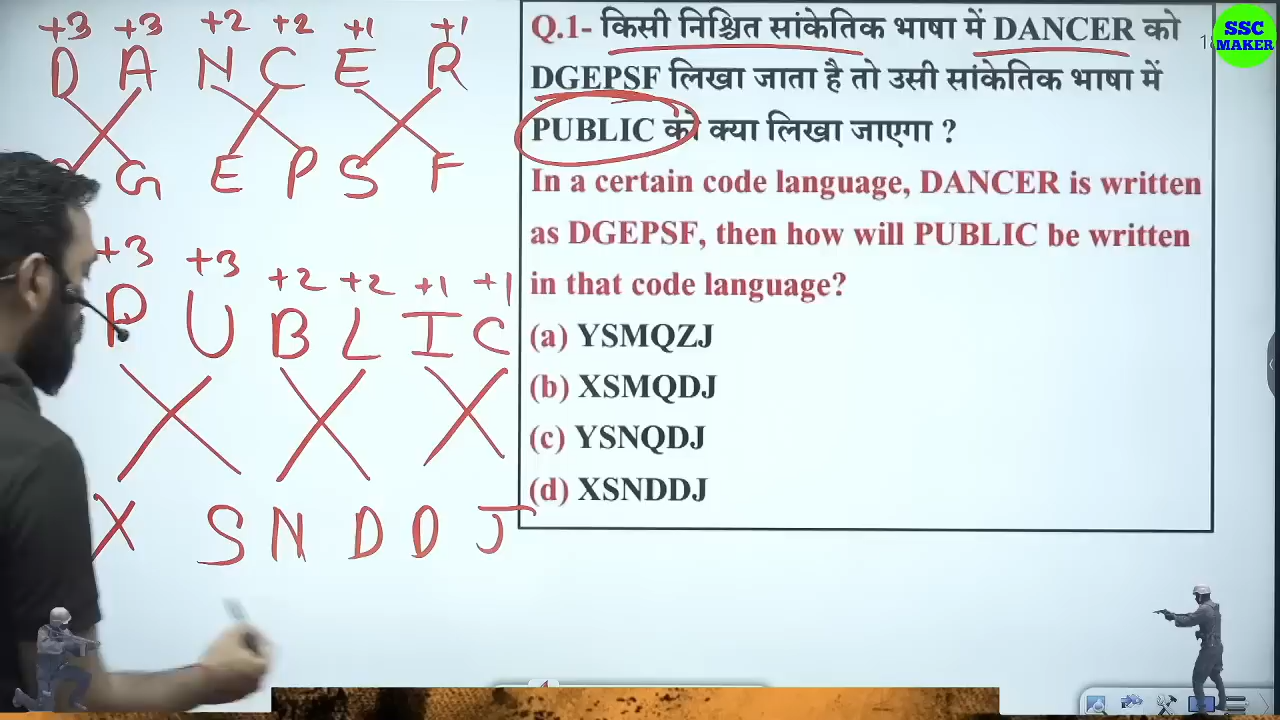 +3 +3 +2 +2 +1 +1
D A N C E R
G E P S F
+3 +3 +2 +2 +1 +1
P U B L I C
X S N D D J
Q.1- किसी निश्चित सांकेतिक भाषा में DANCER को
DGEPSF लिखा जाता है तो उसी सांकेतिक भाषा में
PUBLIC को क्या लिखा जाएगा ?
In a certain code language, DANCER is written
as DGEPSF, then how will PUBLIC be written
in that code language?
(a) YSMQZJ
(b) XSMQDJ
(c) YSNQDJ
(d) XSNDDJ
SSC
MAKER